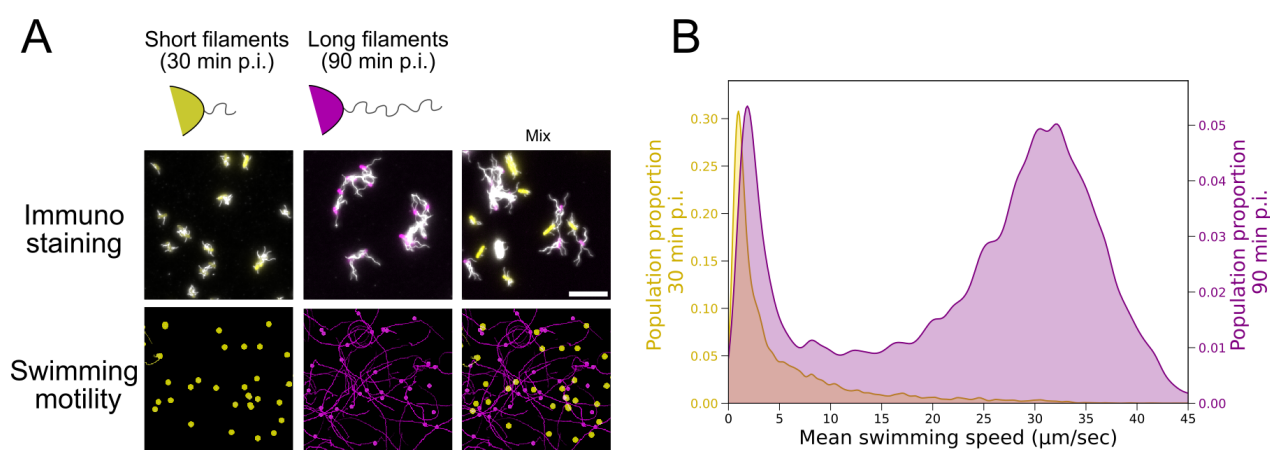 A
Short filaments
(30 min p.i.)
Long filaments
(90 min p.i.)
Mix
Immuno
staining
Swimming
motility
B
Population proportion
30 min p.i.
0.30
0.25
0.20
0.15
0.10
0.05
0.00
0 5 10 15 20 25 30 35 40 45
Mean swimming speed (µm/sec)
0.05
0.04
0.03
0.02
0.01
0.00
Population proportion
90 min p.i.